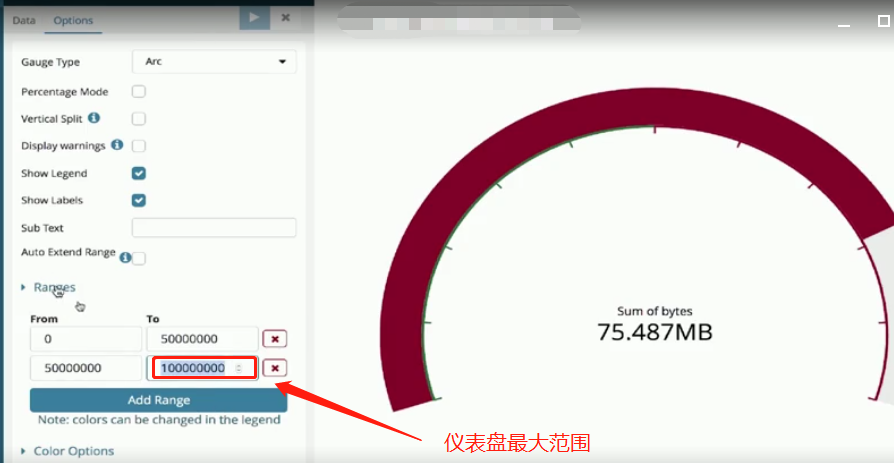 Data Options
Gauge Type Arc
Percentage Mode
Vertical Split
Display warnings
Show Legend
Show Labels
Sub Text
Auto Extend Range
Ranges
From To
0 50000000
50000000 100000000
Add Range
Note: colors can be changed in the legend
Color Options
Sum of bytes
75.487MB
仪表盘最大范围